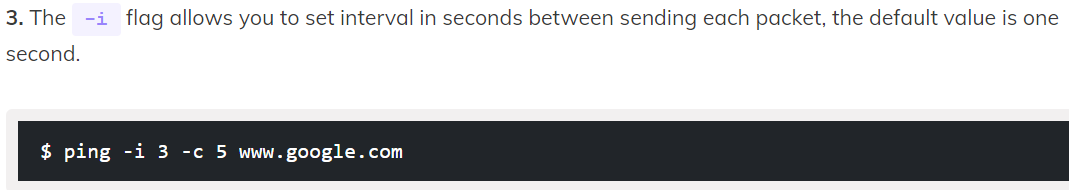 3. The -i flag allows you to set interval in seconds between sending each packet, the default value is one
second.
$ ping -i 3 -c 5 www.google.com